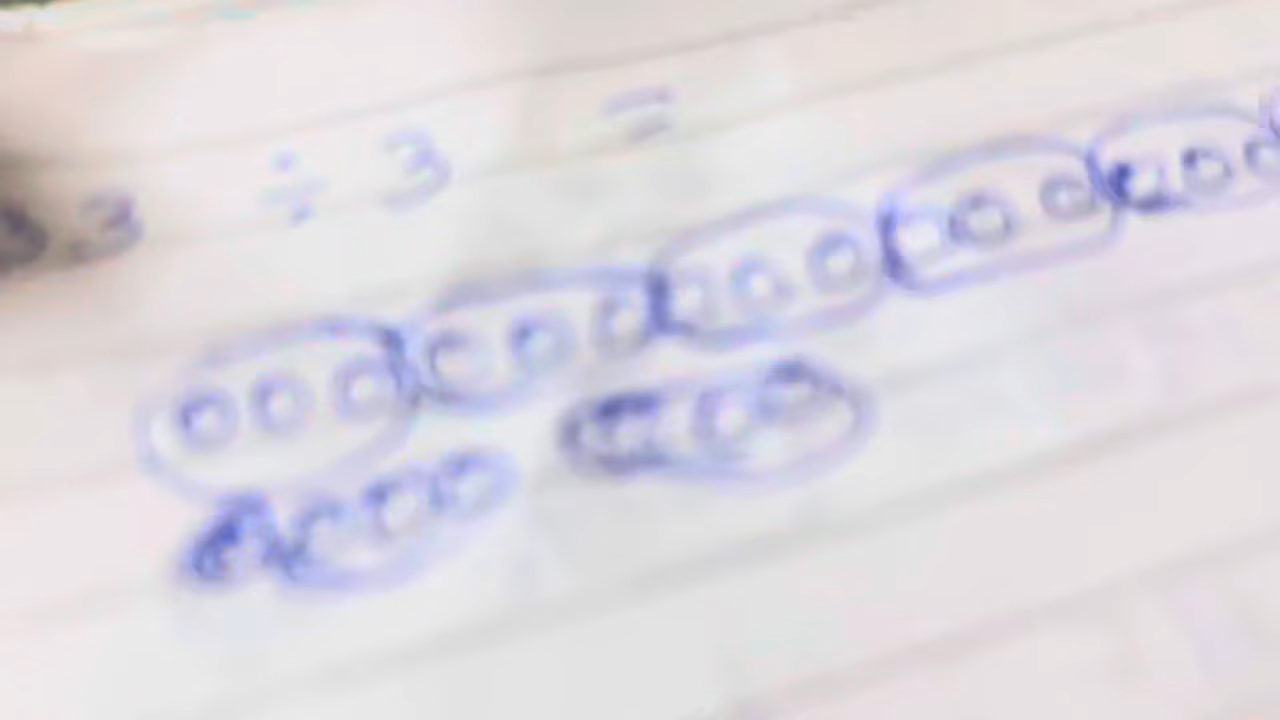 3 ÷ 3 =